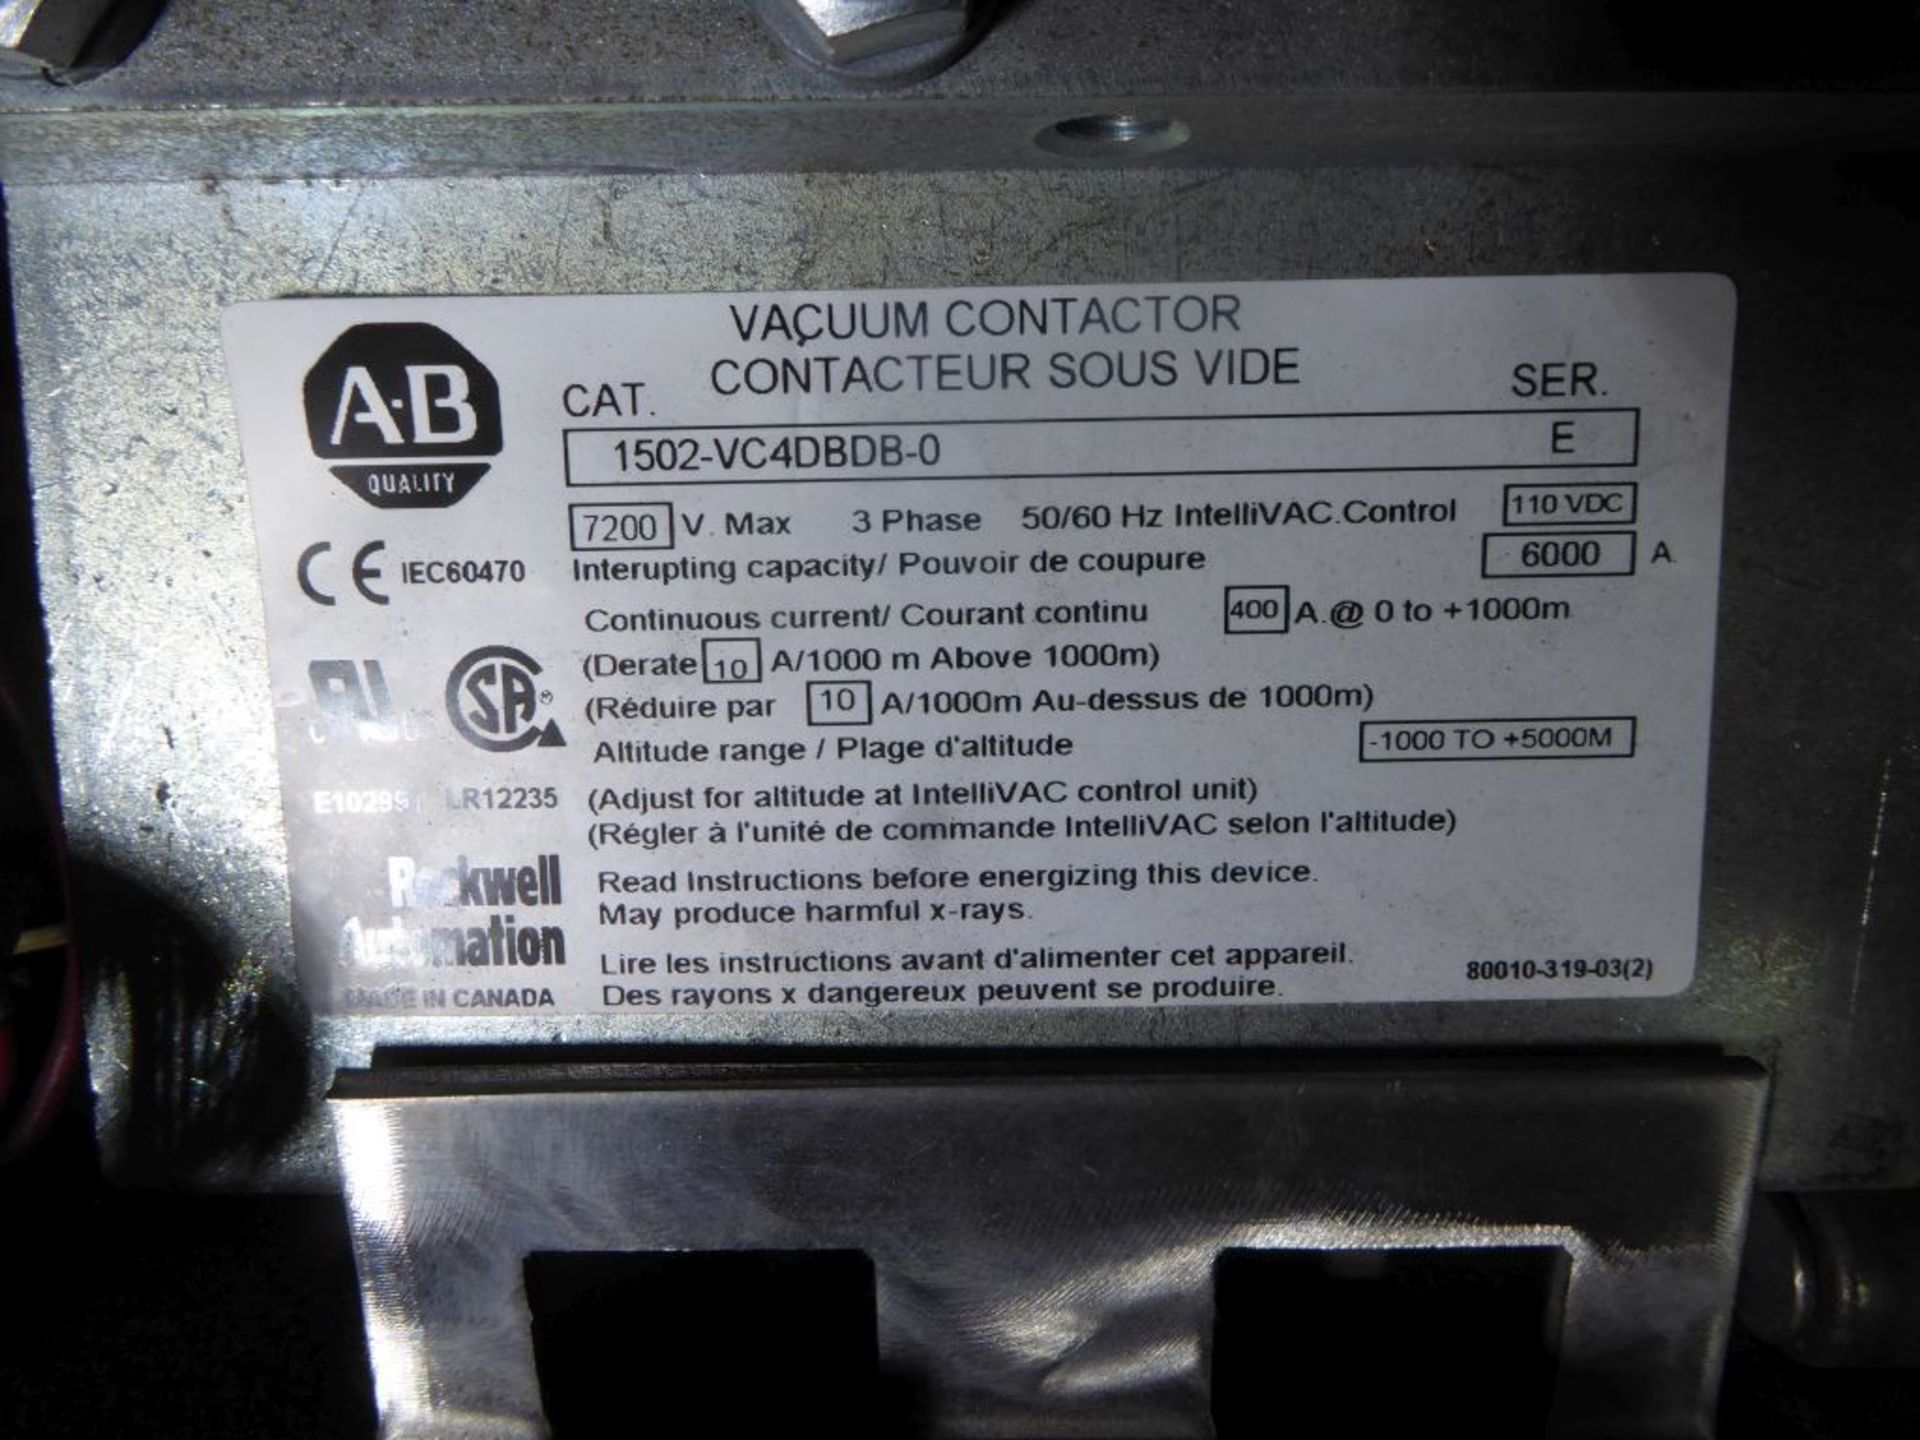 VACUUM CONTACTOR
CONTACTEUR SOUS VIDE
A·B
QUALITY
CAT. SER.
1502-VC4DBDB-0 E
7200 V. Max 3 Phase 50/60 Hz IntelliVAC.Control 110 VDC
CE IEC60470
Interupting capacity/ Pouvoir de coupure 6000 A.
Continuous current/ Courant continu 400 A.@ 0 to +1000m
(Derate 10 A/1000 m Above 1000m)
(Réduire par 10 A/1000m Au-dessus de 1000m)
SA
Altitude range / Plage d'altitude -1000 TO +5000M
LR12235
(Adjust for altitude at IntelliVAC control unit)
(Régler à l'unité de commande IntelliVAC selon l'altitude)
Rockwell
Automation
MADE IN CANADA
Read Instructions before energizing this device.
May produce harmful x-rays.
Lire les instructions avant d'alimenter cet appareil.
Des rayons x dangereux peuvent se produire.
80010-319-03(2)